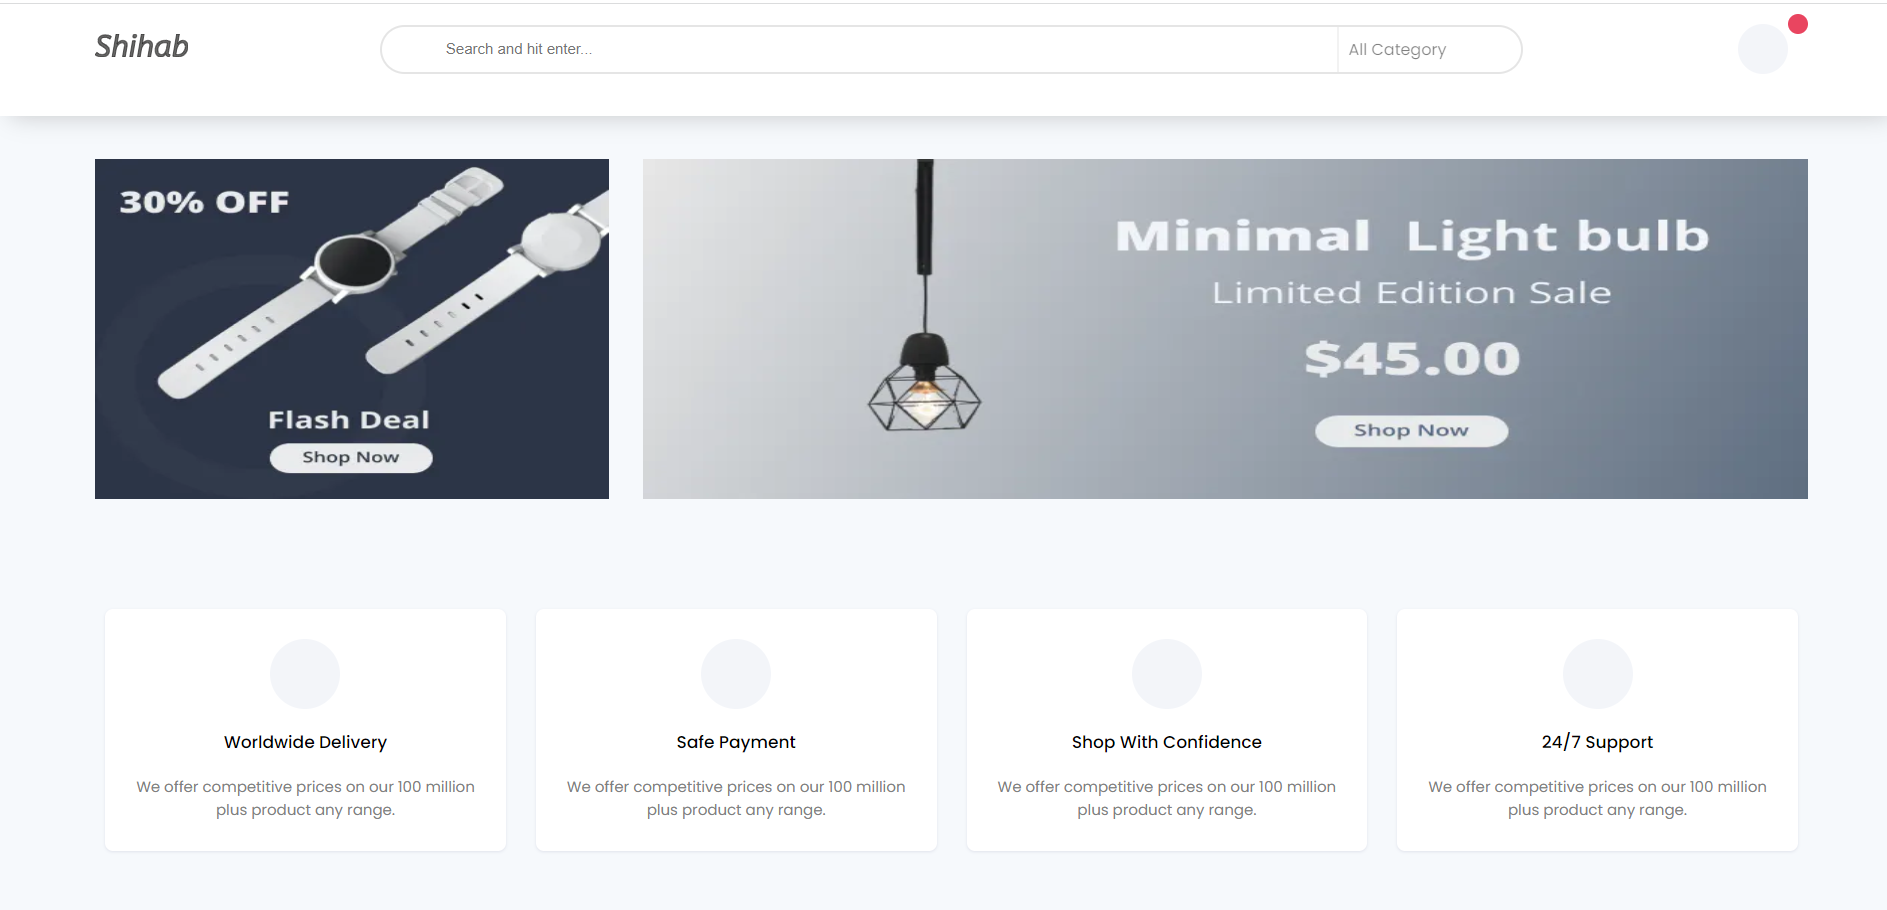 Shihab
Search and hit enter...
All Category
30% OFF
Flash Deal
Shop Now
Minimal Light bulb
Limited Edition Sale
$45.00
Shop Now
Worldwide Delivery
We offer competitive prices on our 100 million
plus product any range.
Safe Payment
We offer competitive prices on our 100 million
plus product any range.
Shop With Confidence
We offer competitive prices on our 100 million
plus product any range.
24/7 Support
We offer competitive prices on our 100 million
plus product any range.